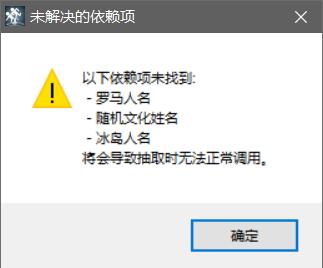 未解决的依赖项
以下依赖项未找到:
- 罗马人名
- 随机文化姓名
- 冰岛人名
将会导致抽取时无法正常调用。
确定